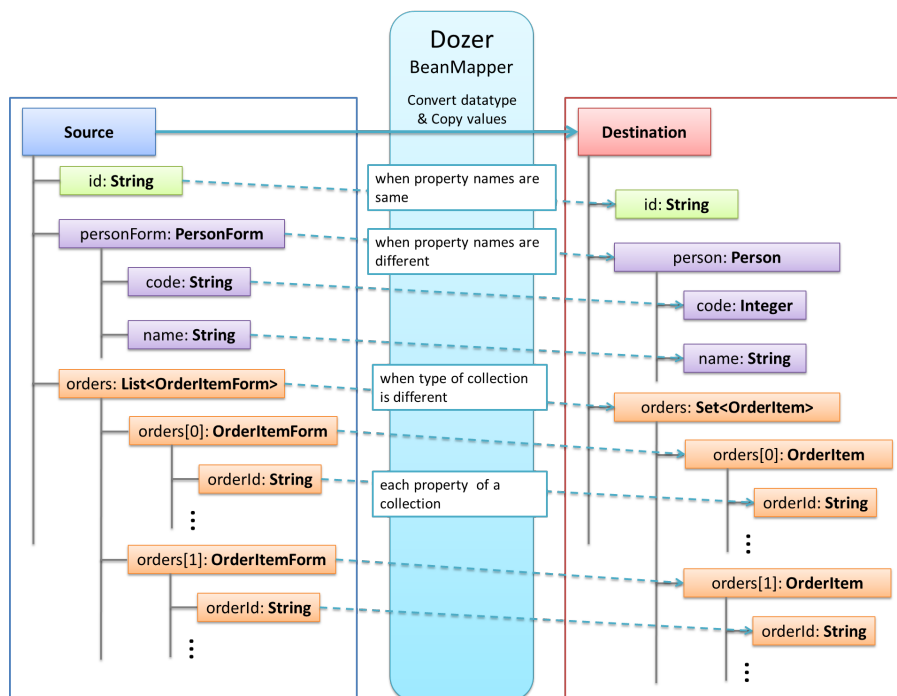 Dozer
BeanMapper
Convert datatype
& Copy values
Source
Destination
id: String
when property names are
same
id: String
personForm: PersonForm
when property names are
different
person: Person
code: String
code: Integer
name: String
name: String
orders: List<OrderItemForm>
when type of collection
is different
orders: Set<OrderItem>
orders[0]: OrderItemForm
orders[0]: OrderItem
orderId: String
each property of a
collection
orderId: String
orders[1]: OrderItemForm
orders[1]: OrderItem
orderId: String
orderId: String